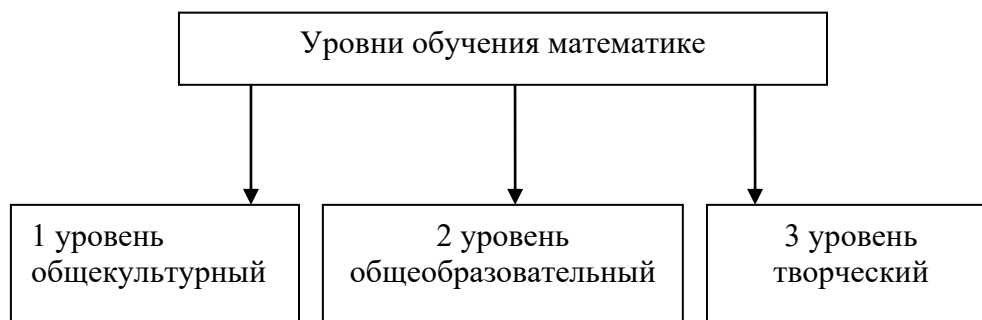 Уровни обучения математике
1 уровень
общекультурный
2 уровень
общеобразовательный
3 уровень
творческий